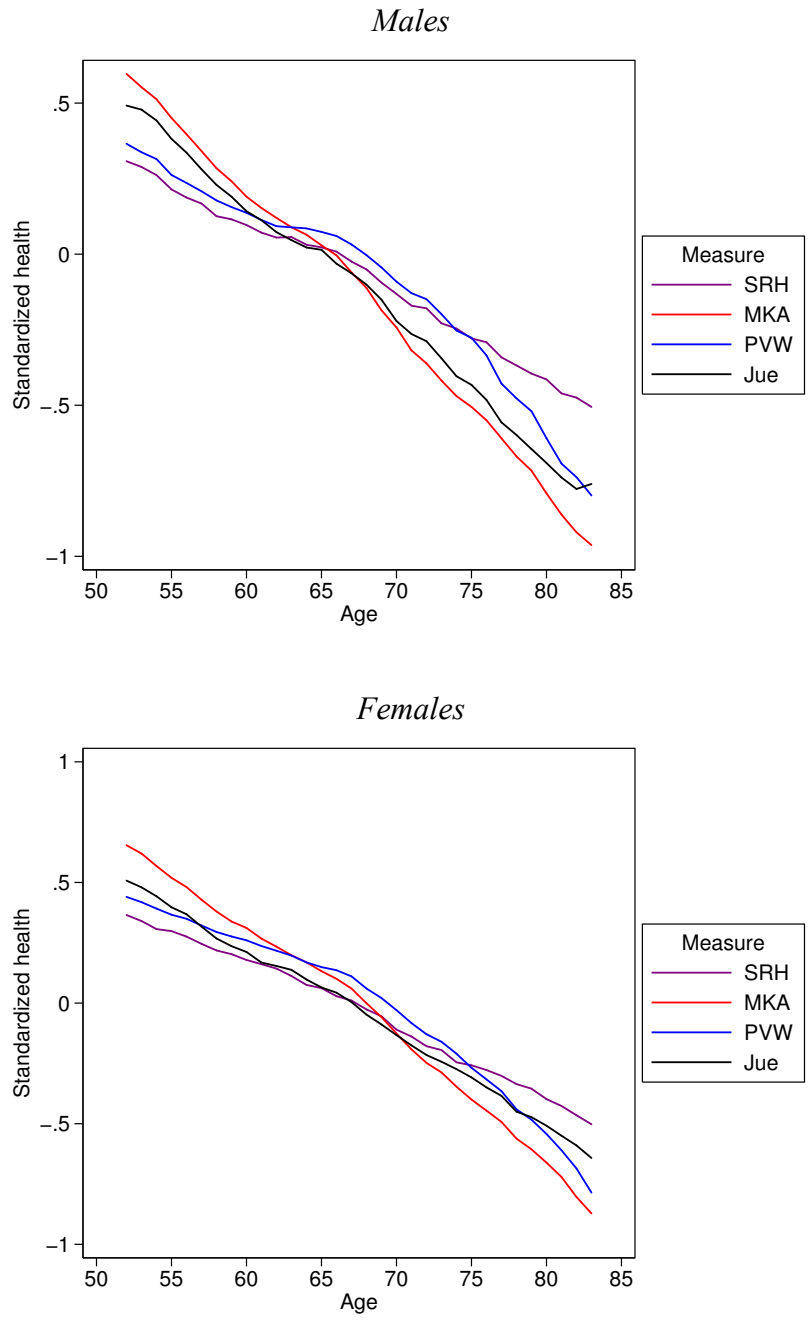 Males
Standardized health
.5
0
−.5
−1
50 55 60 65 70 75 80 85
Age
Measure
SRH
MKA
PVW
Jue
Females
Standardized health
1
.5
0
−.5
−1
50 55 60 65 70 75 80 85
Age
Measure
SRH
MKA
PVW
Jue